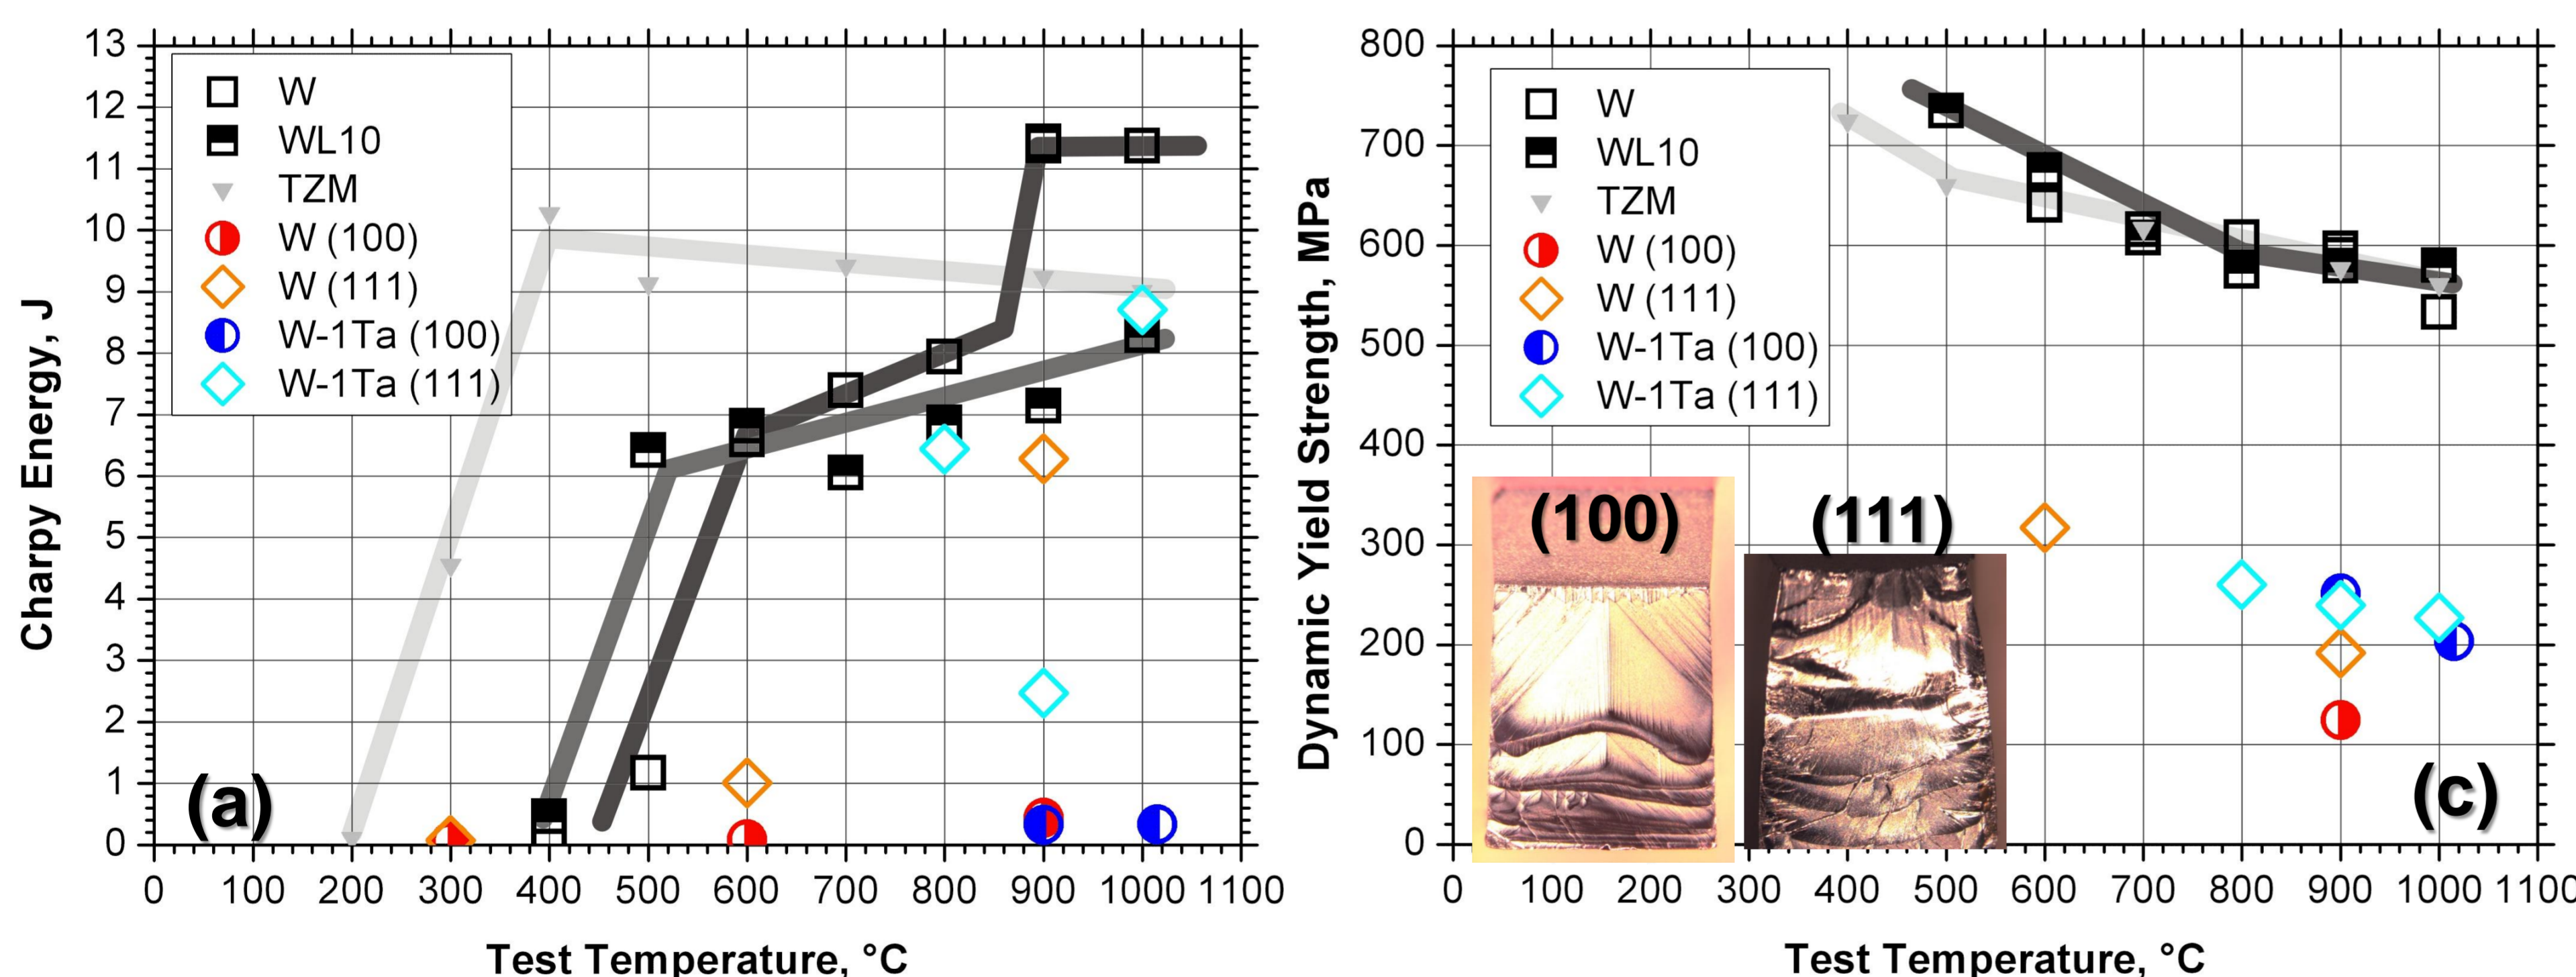 13
12
11
10
9
8
7
6
5
4
3
2
1
0
Charpy Energy, J
W
WL10
TZM
W (100)
W (111)
W-1Ta (100)
W-1Ta (111)
(a)
0 100 200 300 400 500 600 700 800 900 1000 1100
Test Temperature, °C
800
700
600
500
400
300
200
100
0
Dynamic Yield Strength, MPa
W
WL10
TZM
W (100)
W (111)
W-1Ta (100)
W-1Ta (111)
(100)
(111)
(c)
0 100 200 300 400 500 600 700 800 900 1000 1100
Test Temperature, °C